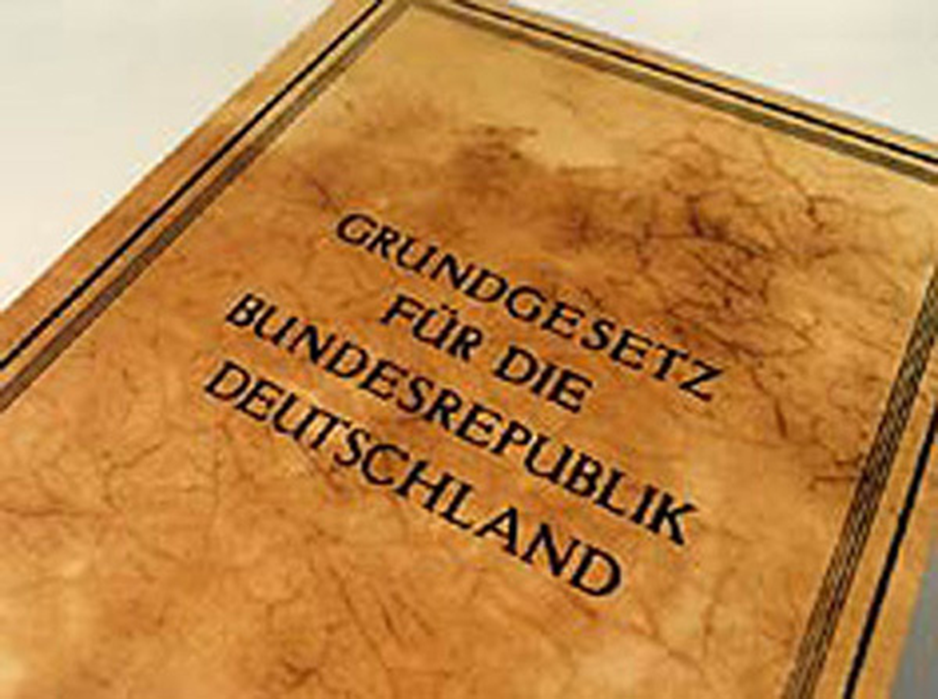 GRUNDGESETZ
FÜR DIE
BUNDESREPUBLIK
DEUTSCHLAND